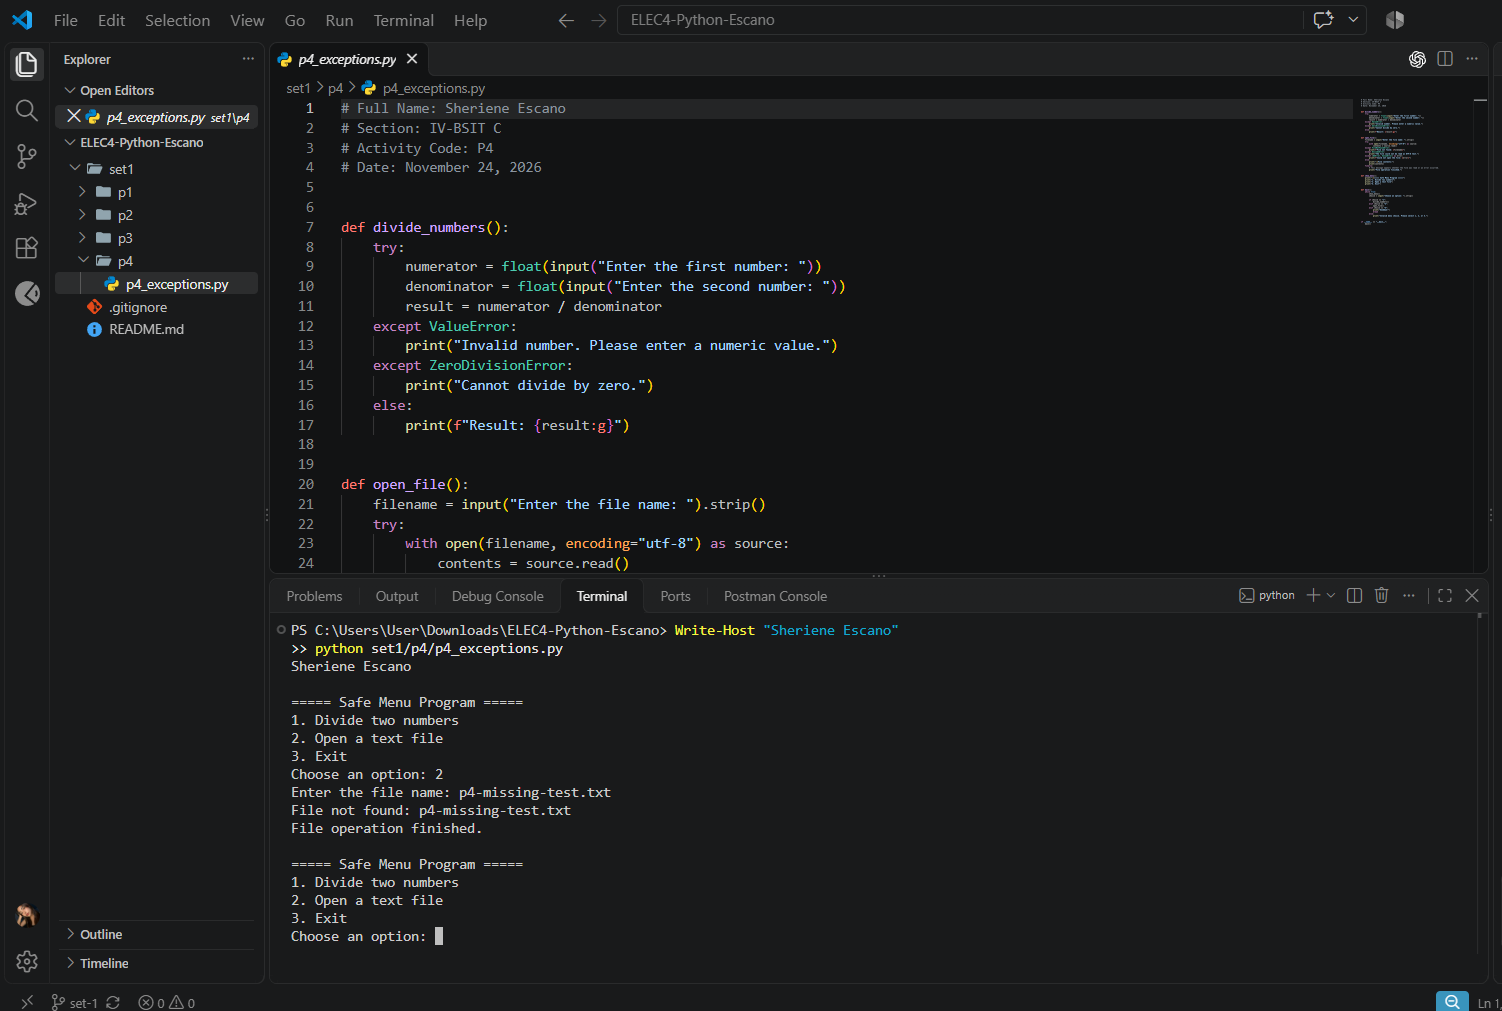 File Edit Selection View Go Run Terminal Help
ELEC4-Python-Escano
Explorer
Open Editors
p4_exceptions.py set1\p4
ELEC4-Python-Escano
set1
p1
p2
p3
p4
p4_exceptions.py
.gitignore
README.md
Outline
Timeline
p4_exceptions.py
set1 > p4 > p4_exceptions.py
1 # Full Name: Sheriene Escano
2 # Section: IV-BSIT C
3 # Activity Code: P4
4 # Date: November 24, 2026
5
6
7 def divide_numbers():
8 try:
9 numerator = float(input("Enter the first number: "))
10 denominator = float(input("Enter the second number: "))
11 result = numerator / denominator
12 except ValueError:
13 print("Invalid number. Please enter a numeric value.")
14 except ZeroDivisionError:
15 print("Cannot divide by zero.")
16 else:
17 print(f"Result: {result:g}")
18
19
20 def open_file():
21 filename = input("Enter the file name: ").strip()
22 try:
23 with open(filename, encoding="utf-8") as source:
24 contents = source.read()
Problems Output Debug Console Terminal Ports Postman Console
python
PS C:\Users\User\Downloads\ELEC4-Python-Escano> Write-Host "Sheriene Escano"
>> python set1/p4/p4_exceptions.py
Sheriene Escano
===== Safe Menu Program =====
1. Divide two numbers
2. Open a text file
3. Exit
Choose an option: 2
Enter the file name: p4-missing-test.txt
File not found: p4-missing-test.txt
File operation finished.
===== Safe Menu Program =====
1. Divide two numbers
2. Open a text file
3. Exit
Choose an option:
set-1 0 0
Ln 1,